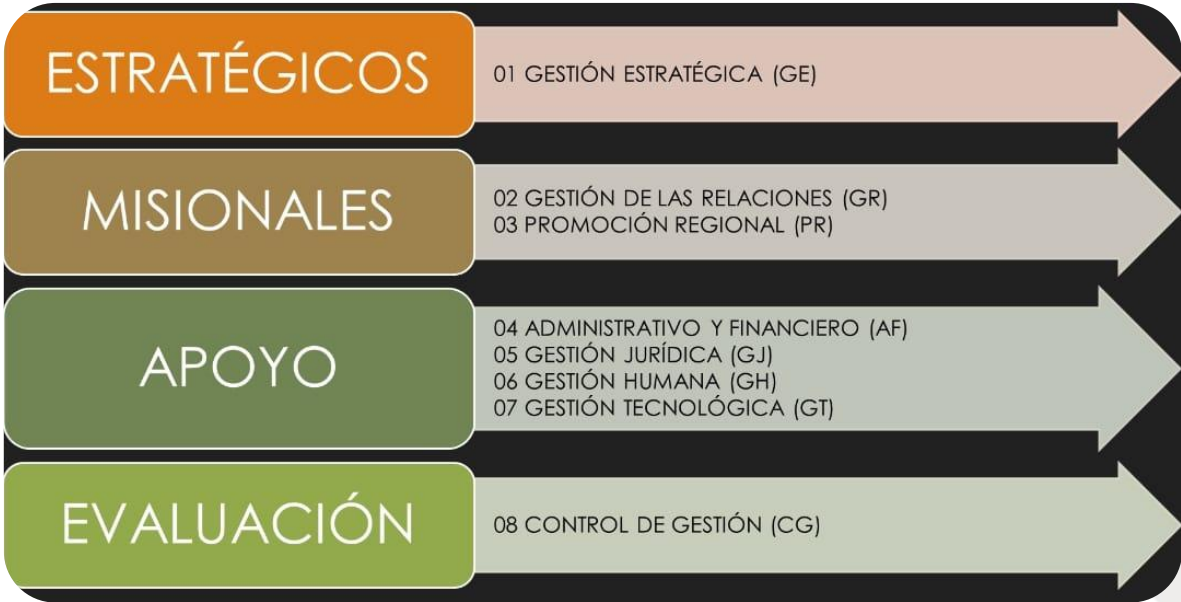 ESTRATÉGICOS
01 GESTIÓN ESTRATÉGICA (GE)
MISIONALES
02 GESTIÓN DE LAS RELACIONES (GR)
03 PROMOCIÓN REGIONAL (PR)
APOYO
04 ADMINISTRATIVO Y FINANCIERO (AF)
05 GESTIÓN JURÍDICA (GJ)
06 GESTIÓN HUMANA (GH)
07 GESTIÓN TECNOLÓGICA (GT)
EVALUACIÓN
08 CONTROL DE GESTIÓN (CG)